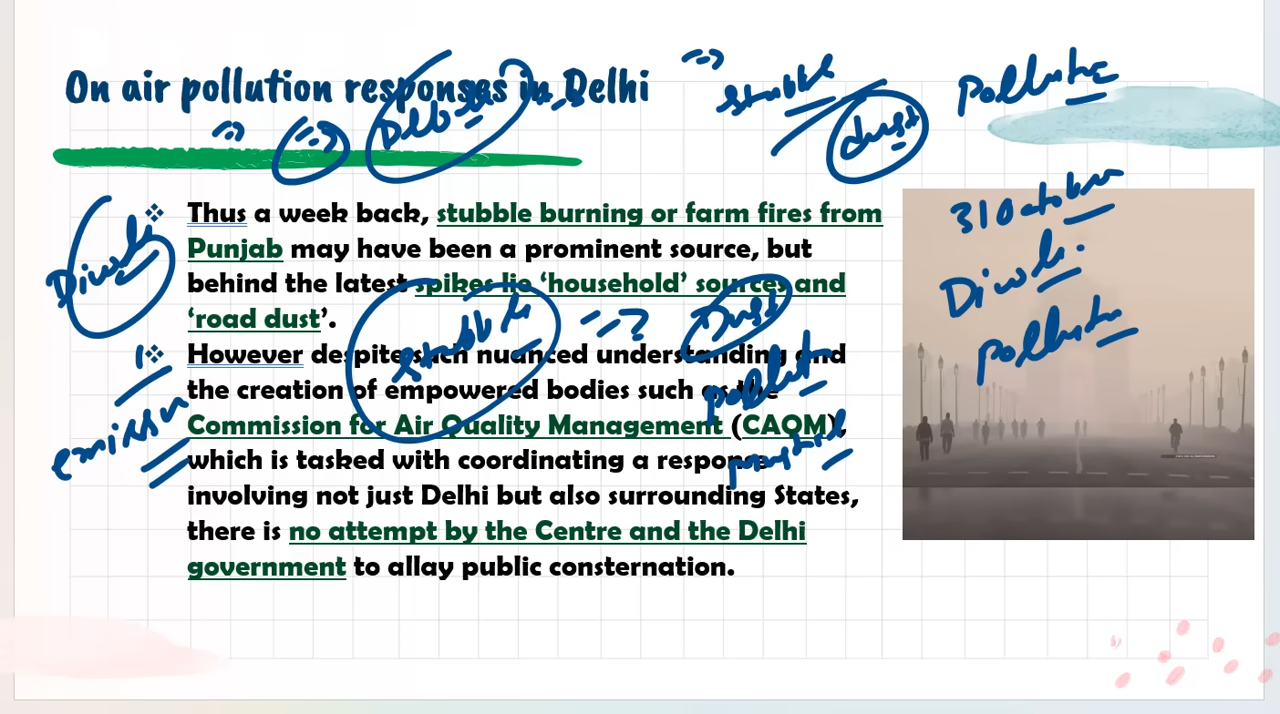 On air pollution responses in Delhi
=> stubble
dust
Pollute
=> (=>)
Diwali
❖ Thus a week back, stubble burning or farm fires from
Punjab may have been a prominent source, but
behind the latest spikes lie ‘household’ sources and
‘road dust’.
❖ However despite such nuanced understanding and
the creation of empowered bodies such as the
Commission for Air Quality Management (CAQM),
which is tasked with coordinating a response
involving not just Delhi but also surrounding States,
there is no attempt by the Centre and the Delhi
government to allay public consternation.
stubble
=> ?
Dust
emission
31 October
Diwali